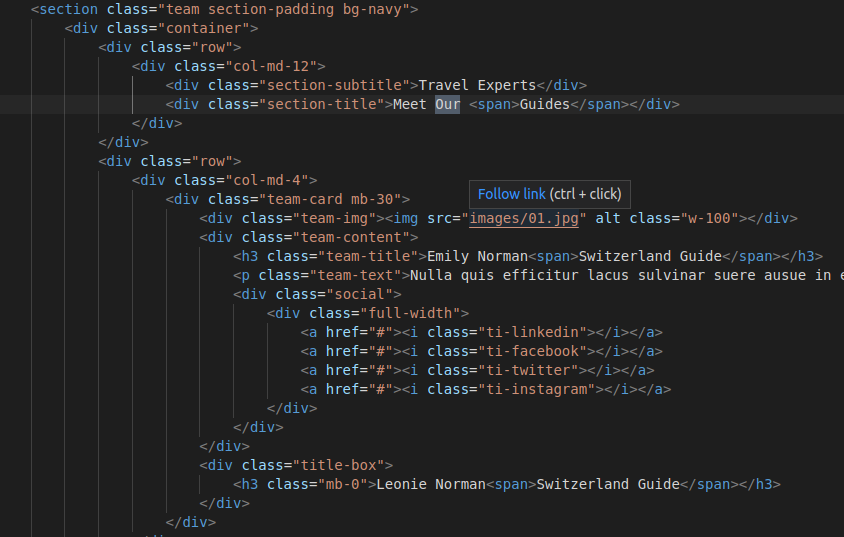 <section class="team section-padding bg-navy">
<div class="container">
<div class="row">
<div class="col-md-12">
<div class="section-subtitle">Travel Experts</div>
<div class="section-title">Meet Our <span>Guides</span></div>
</div>
</div>
<div class="row">
<div class="col-md-4">
<div class="team-card mb-30">
Follow link (ctrl + click)
<div class="team-img"><img src="images/01.jpg" alt class="w-100"></div>
<div class="team-content">
<h3 class="team-title">Emily Norman<span>Switzerland Guide</span></h3>
<p class="team-text">Nulla quis efficitur lacus sulvinar suere ausue in e
<div class="social">
<div class="full-width">
<a href="#"><i class="ti-linkedin"></i></a>
<a href="#"><i class="ti-facebook"></i></a>
<a href="#"><i class="ti-twitter"></i></a>
<a href="#"><i class="ti-instagram"></i></a>
</div>
</div>
</div>
<div class="title-box">
<h3 class="mb-0">Leonie Norman<span>Switzerland Guide</span></h3>
</div>
</div>